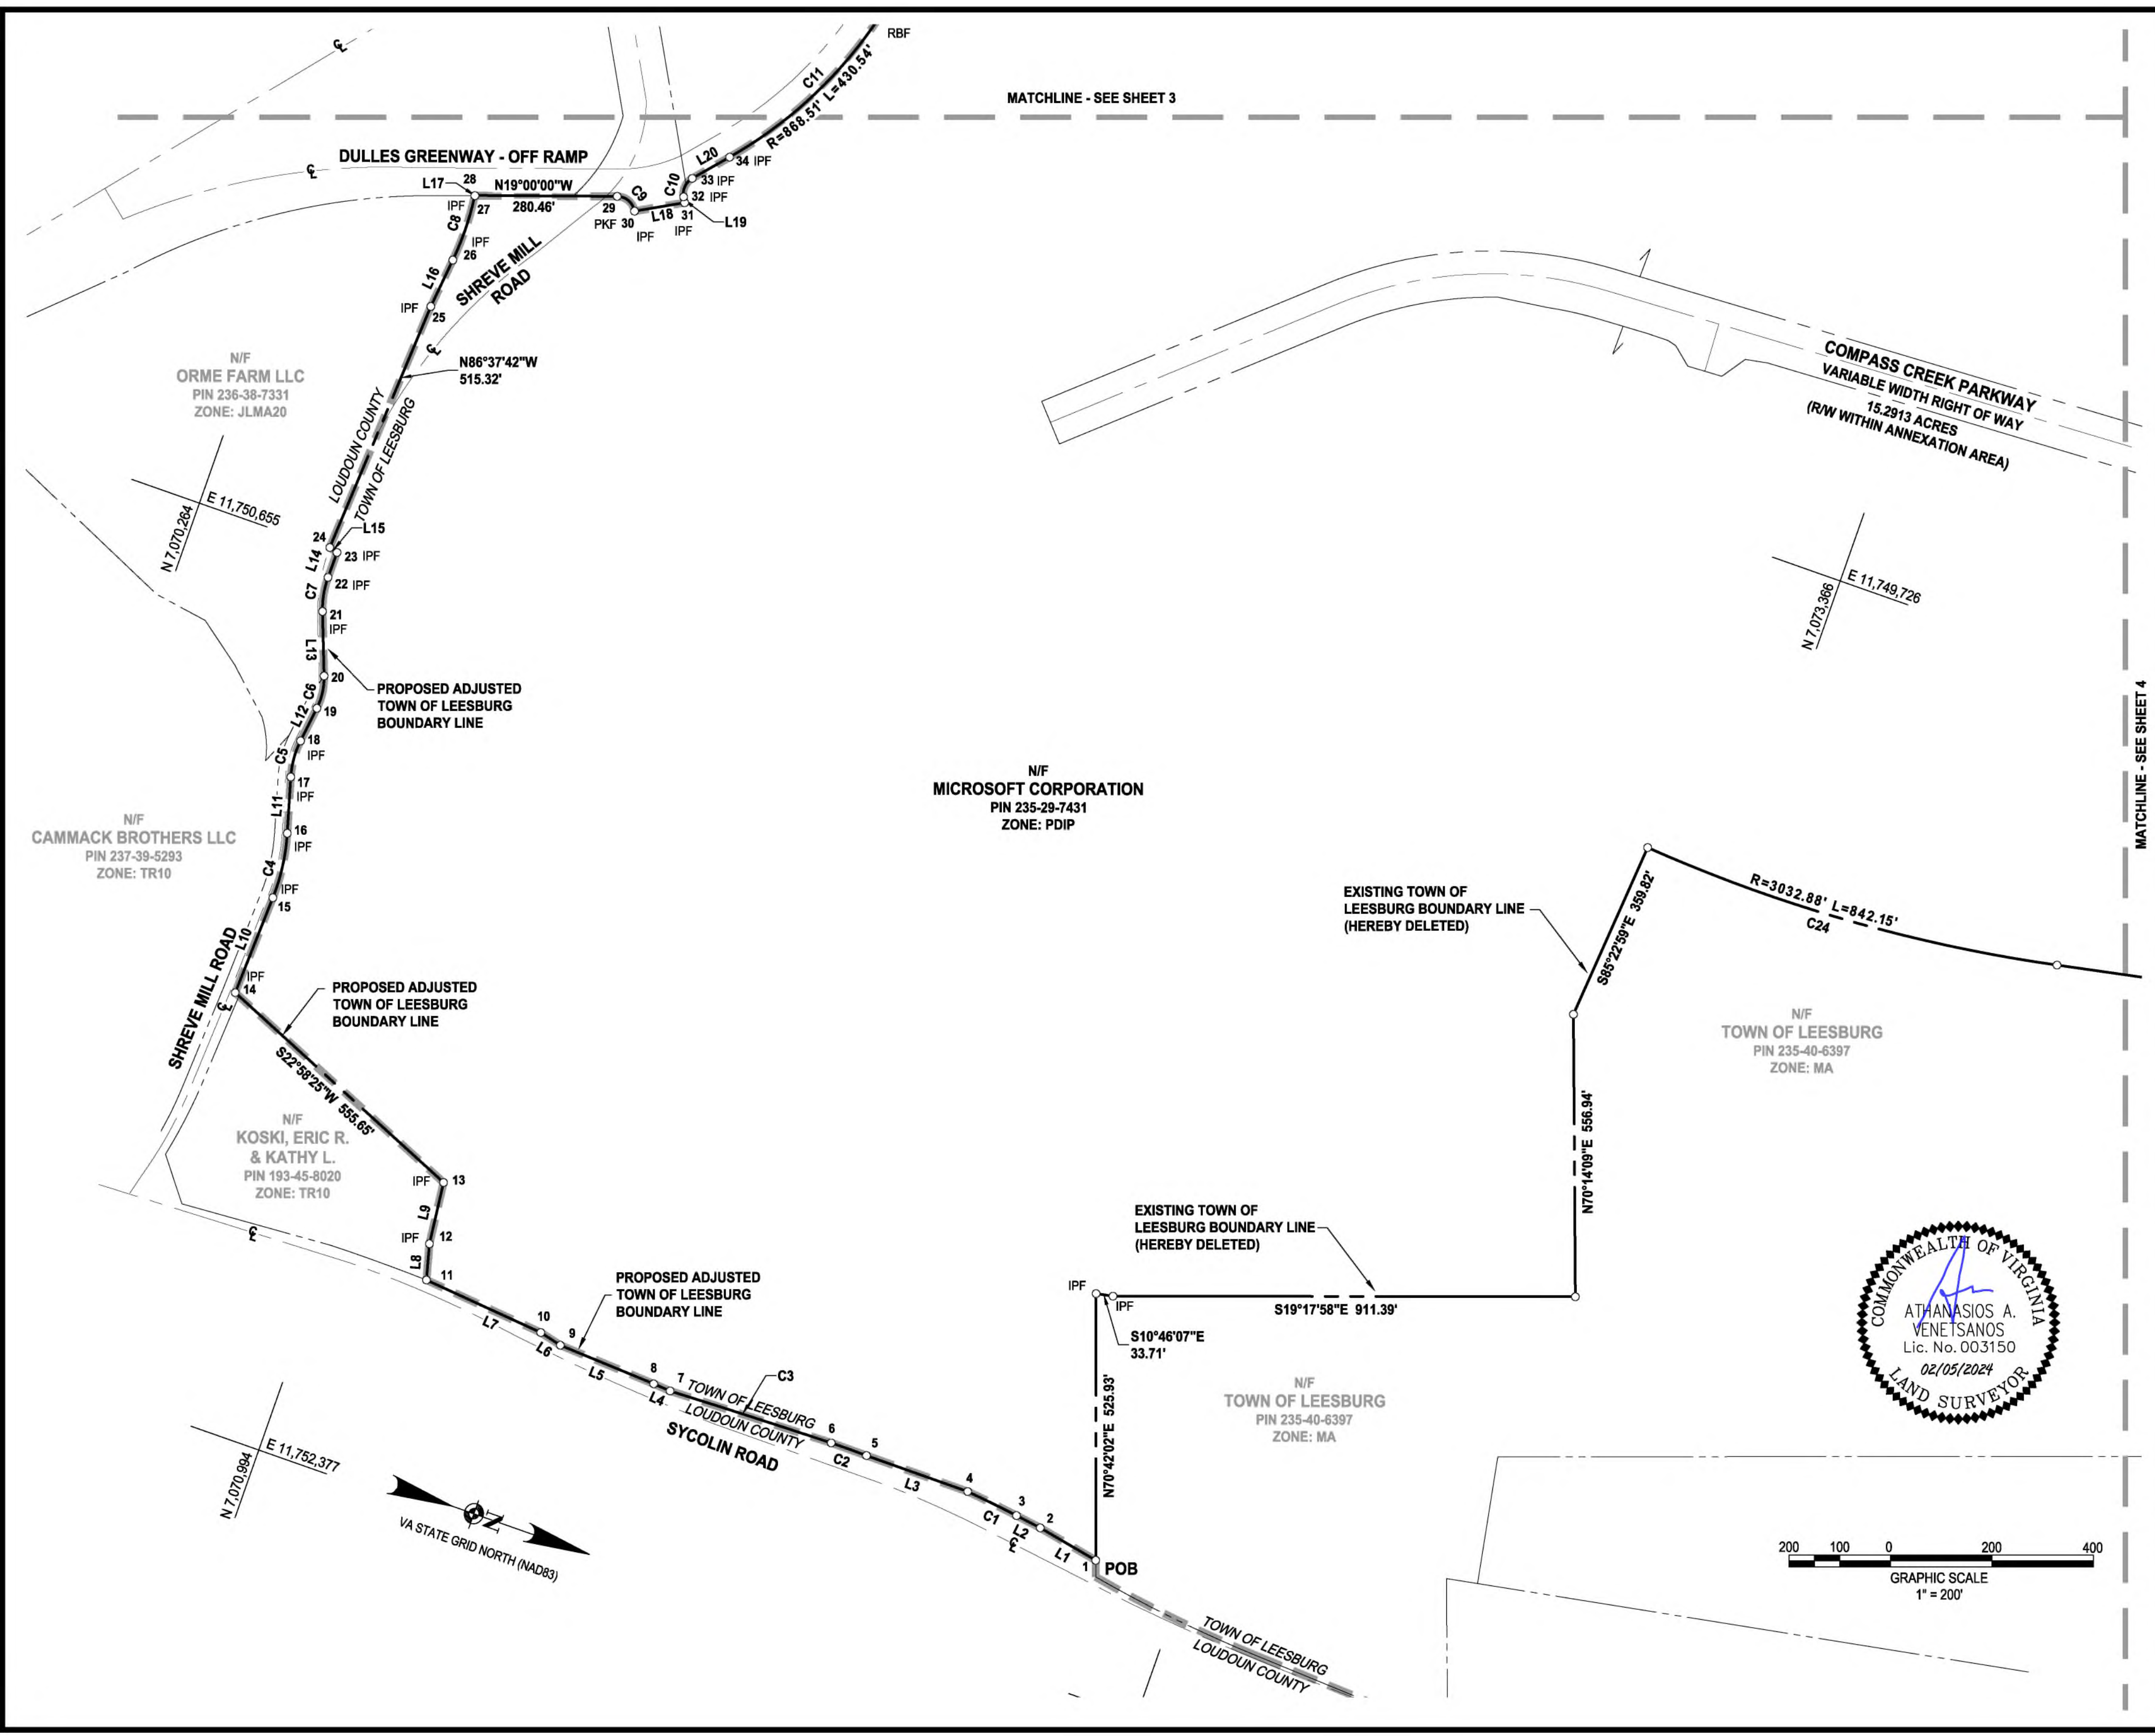 RBF
C11
R=868.51' L=430.54'
MATCHLINE - SEE SHEET 3
DULLES GREENWAY - OFF RAMP
L20
34 IPF
33 IPF
C10
32 IPF
31
IPF
L19
L18
C9
29
PKF 30
IPF
N19°00'00"W
280.46'
28
L17
IPF
27
C8
IPF
26
L16
IPF
25
SHREVE MILL
ROAD
N86°37'42"W
515.32'
LOUDOUN COUNTY
TOWN OF LEESBURG
N/F
ORME FARM LLC
PIN 236-38-7331
ZONE: JLMA20
E 11,750,655
N 7,070,264
COMPASS CREEK PARKWAY
VARIABLE WIDTH RIGHT OF WAY
15.2913 ACRES
(R/W WITHIN ANNEXATION AREA)
E 11,749,726
N 7,073,366
24
L15
L14
23 IPF
22 IPF
C7
21
IPF
L13
20
C6
19
L12
PROPOSED ADJUSTED
TOWN OF LEESBURG
BOUNDARY LINE
18
IPF
C5
17
IPF
L11
16
IPF
C4
IPF
15
L10
IPF
14
N/F
CAMMACK BROTHERS LLC
PIN 237-39-5293
ZONE: TR10
N/F
MICROSOFT CORPORATION
PIN 235-29-7431
ZONE: PDIP
MATCHLINE - SEE SHEET 4
EXISTING TOWN OF
LEESBURG BOUNDARY LINE
(HEREBY DELETED)
S85°22'59"E 359.82'
R=3032.88' L=842.15'
C24
SHREVE MILL ROAD
PROPOSED ADJUSTED
TOWN OF LEESBURG
BOUNDARY LINE
S22°58'25"W 555.65'
N/F
TOWN OF LEESBURG
PIN 235-40-6397
ZONE: MA
N70°14'09"E 556.94'
N/F
KOSKI, ERIC R.
& KATHY L.
PIN 193-45-8020
ZONE: TR10
IPF
13
L9
IPF
12
L8
11
EXISTING TOWN OF
LEESBURG BOUNDARY LINE
(HEREBY DELETED)
IPF
IPF
S19°17'58"E 911.39'
S10°46'07"E
33.71'
PROPOSED ADJUSTED
TOWN OF LEESBURG
BOUNDARY LINE
L7
10
9
L6
L5
8
7
L4
C3
TOWN OF LEESBURG
LOUDOUN COUNTY
SYCOLIN ROAD
6
5
C2
L3
4
C1
3
L2
2
L1
1
POB
N70°42'02"E 525.93'
N/F
TOWN OF LEESBURG
PIN 235-40-6397
ZONE: MA
COMMONWEALTH OF VIRGINIA
ATHANASIOS A.
VENETSANOS
Lic. No. 003150
02/05/2024
LAND SURVEYOR
E 11,752,377
N 7,070,994
N
VA STATE GRID NORTH (NAD83)
200 100 0 200 400
GRAPHIC SCALE
1" = 200'
TOWN OF LEESBURG
LOUDOUN COUNTY